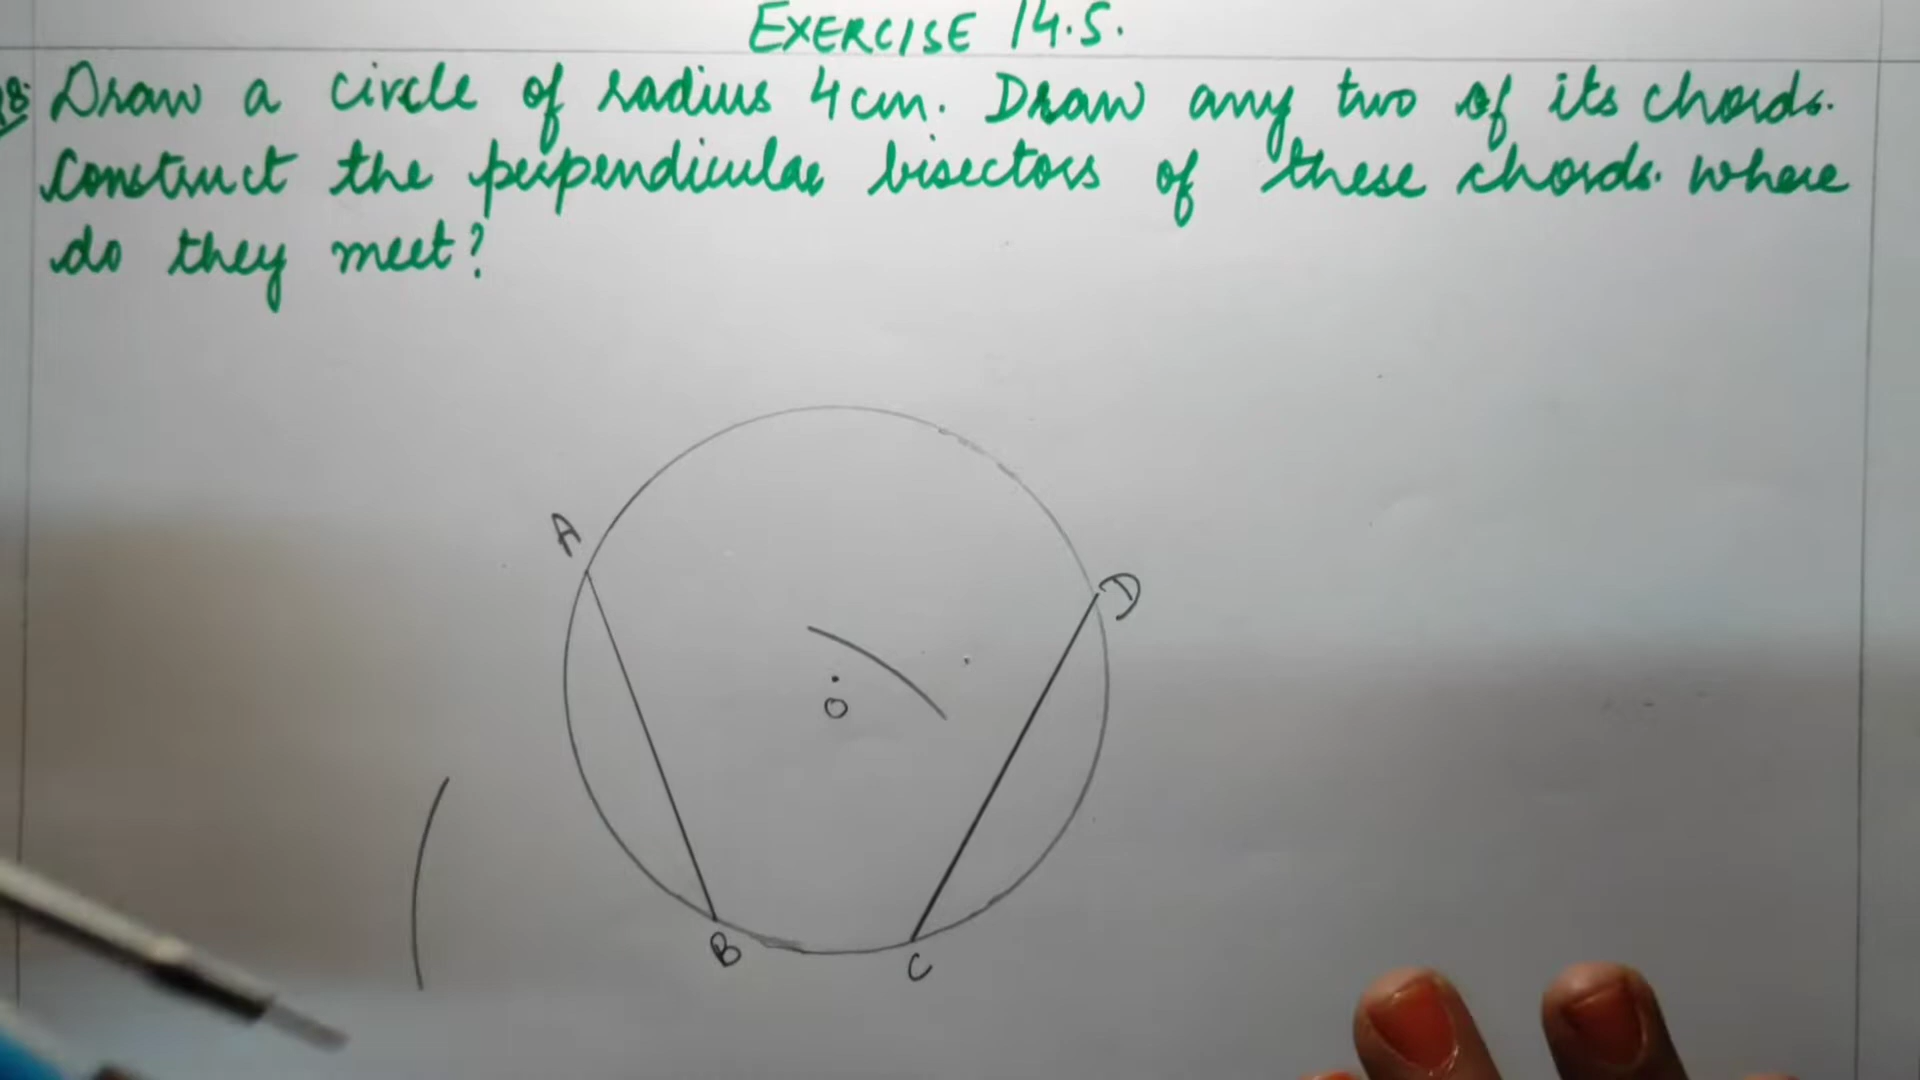 EXERCISE 14.5.
8. Draw a circle of radius 4cm. Draw any two of its chords.
Construct the perpendicular bisectors of these chords. where
do they meet?
A
D
O
B
C